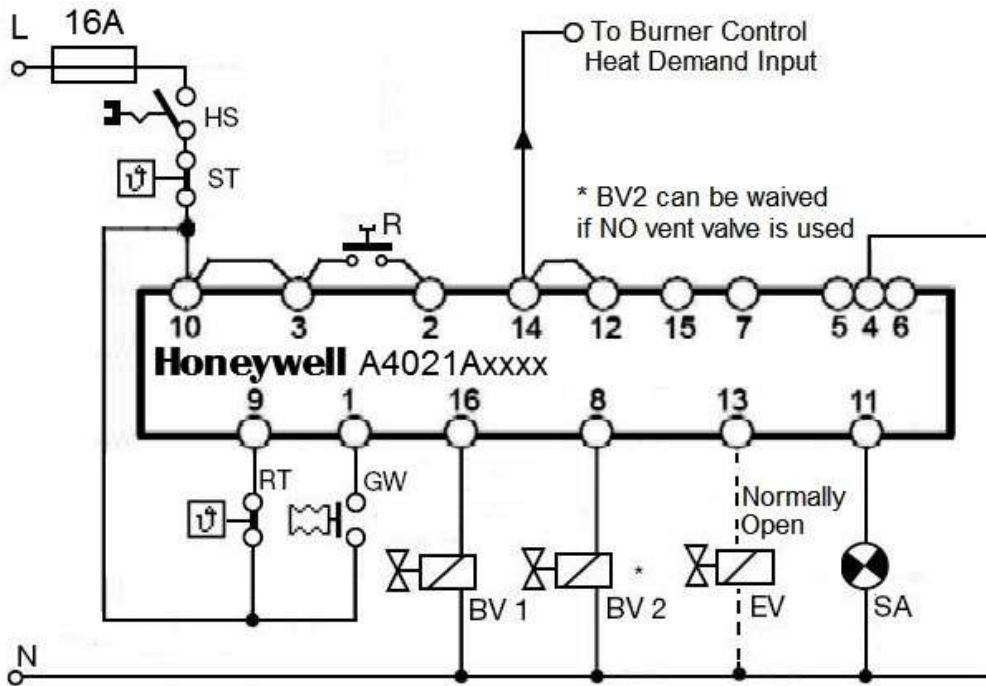 L
16A
To Burner Control
Heat Demand Input
HS
ϑ
ST
* BV2 can be waived
if NO vent valve is used
R
10
3
2
14
12
15
7
5
4
6
Honeywell A4021Axxxx
9
1
16
8
13
11
RT
GW
Normally
Open
ϑ
*
BV 1
BV 2
EV
SA
N